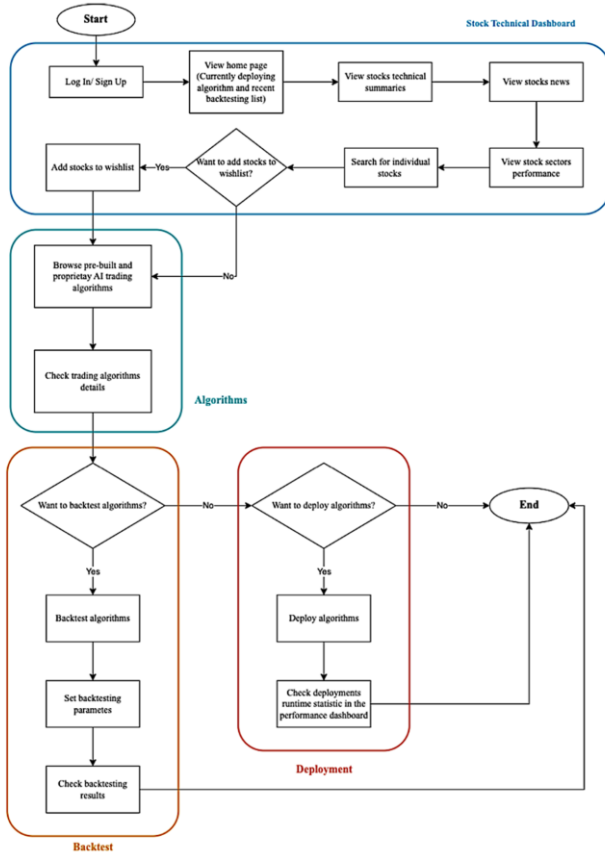 Start
Stock Technical Dashboard
Log In/ Sign Up
View home page
(Currently deploying
algorithm and recent
backtesting list)
View stocks technical
summaries
View stocks news
Add stocks to wishlist
Yes
Want to add stocks to
wishlist?
Search for individual
stocks
View stock sectors
performance
No
Browse pre-built and
proprietay AI trading
algorithms
Check trading algorithms
details
Algorithms
Want to backtest algorithms?
No
Want to deploy algorithms?
No
End
Yes
Yes
Backtest algorithms
Deploy algorithms
Set backtesting
parametes
Check deployments
runtime statistic in the
performance dashboard
Deployment
Check backtesting
results
Backtest